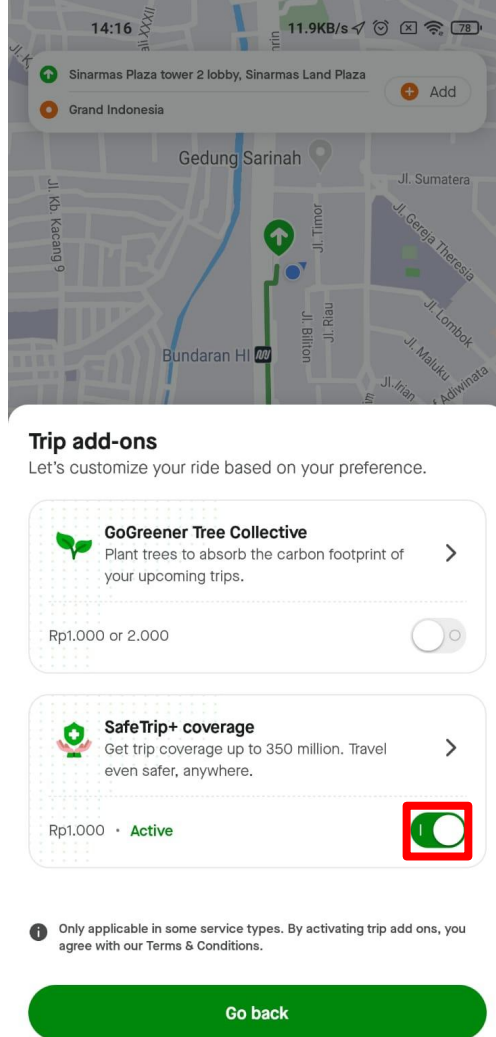 14:16
11.9KB/s
78
Sinarmas Plaza tower 2 lobby, Sinarmas Land Plaza
Add
Grand Indonesia
Gedung Sarinah
Jl. Sumatera
Jl. Kb. Kacang 9
Jl. Timor
Jl. Gereja Theresia
Jl. Riau
Jl. Biliton
Jl. Lombok
Bundaran HI
Jl. Maluku
Jl. Irian
Adiwinata
Trip add-ons
Let's customize your ride based on your preference.
GoGreener Tree Collective
Plant trees to absorb the carbon footprint of
your upcoming trips.
Rp1.000 or 2.000
SafeTrip+ coverage
Get trip coverage up to 350 million. Travel
even safer, anywhere.
Rp1.000 • Active
Only applicable in some service types. By activating trip add ons, you
agree with our Terms & Conditions.
Go back